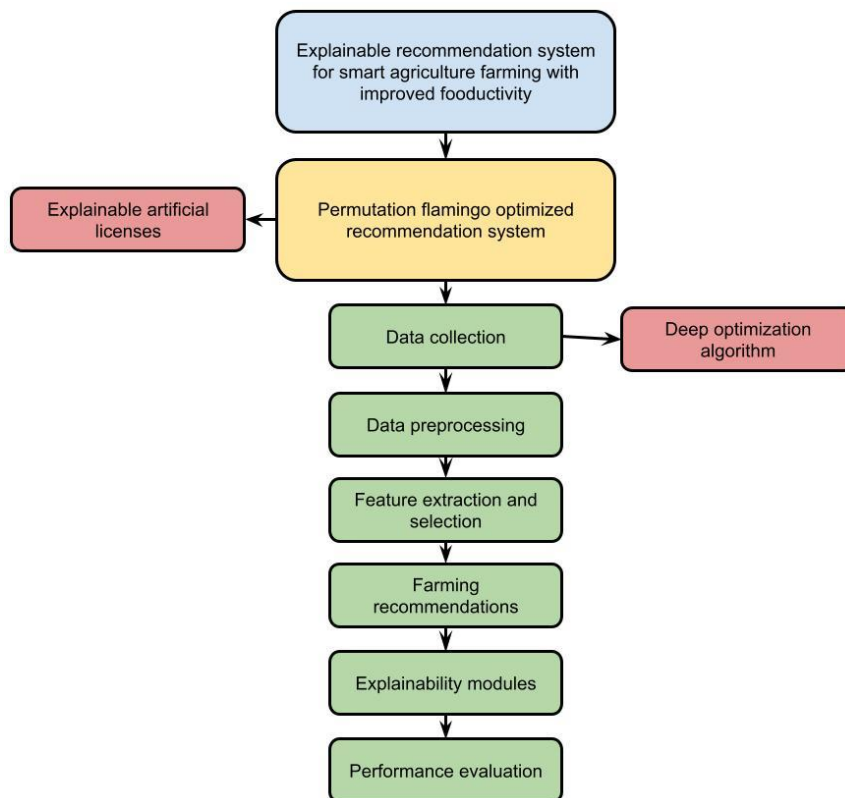 Explainable recommendation system
for smart agriculture farming with
improved fooductivity
Permutation flamingo optimized
recommendation system
Explainable artificial
licenses
Data collection
Deep optimization
algorithm
Data preprocessing
Feature extraction and
selection
Farming
recommendations
Explainability modules
Performance evaluation